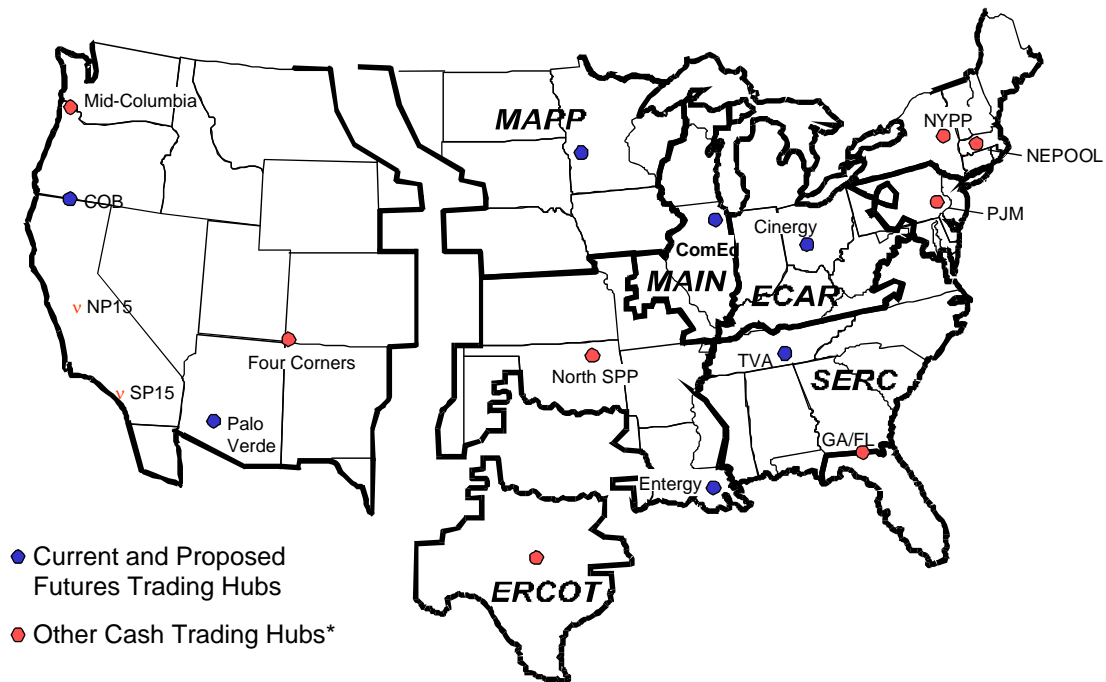 Mid-Columbia
MAPP
NYPP
NEPOOL
COB
PJM
Cinergy
ComEd
MAIN
ECAR
ν NP15
Four Corners
TVA
North SPP
SERC
ν SP15
Palo
Verde
GA/FL
Entergy
ERCOT
Current and Proposed
Futures Trading Hubs
Other Cash Trading Hubs*